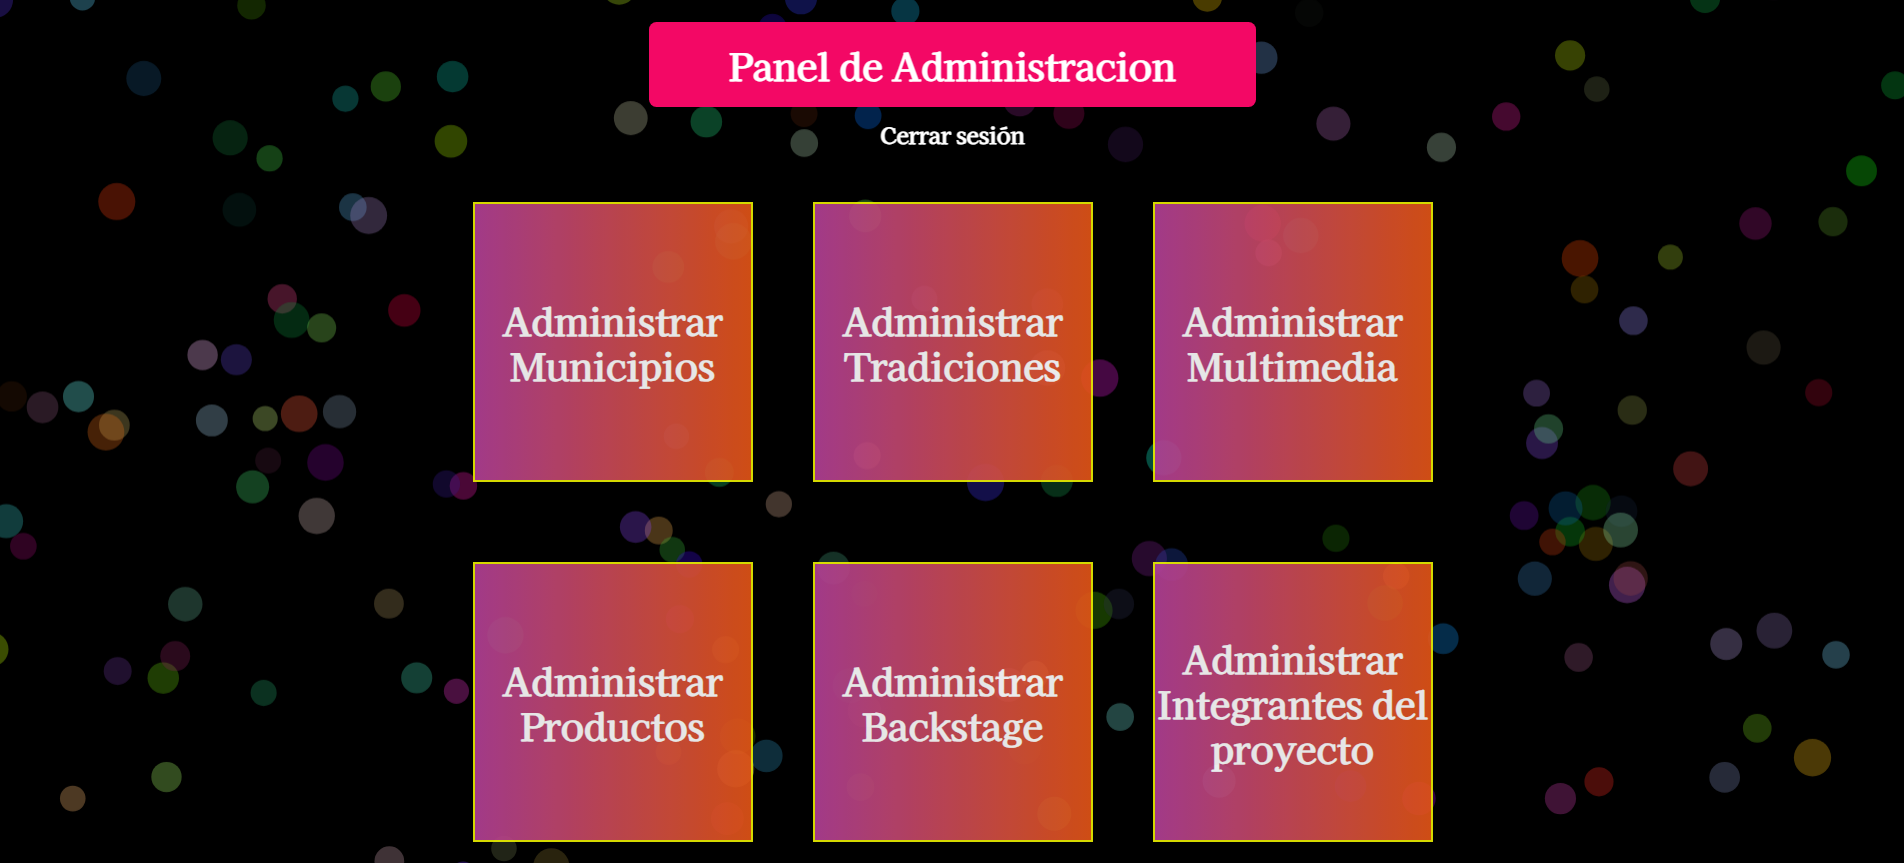 Panel de Administracion
Cerrar sesión
Administrar
Municipios
Administrar
Tradiciones
Administrar
Multimedia
Administrar
Productos
Administrar
Backstage
Administrar
Integrantes del
proyecto